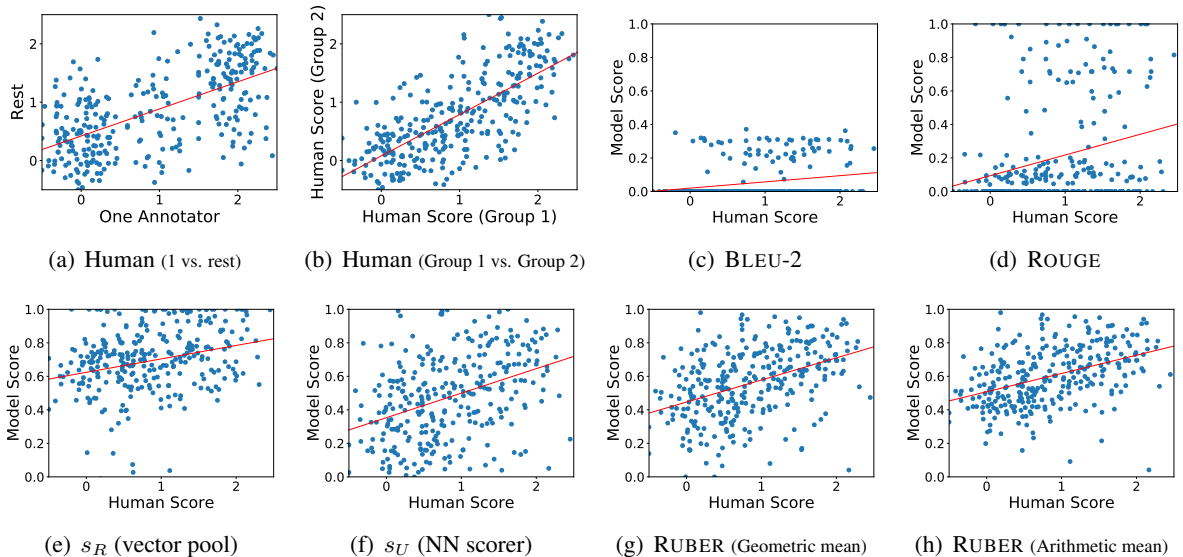 2
1
0
Rest
0
1
2
One Annotator
(a) Human (1 vs. rest)
2
1
0
Human Score (Group 2)
0
1
2
Human Score (Group 1)
(b) Human (Group 1 vs. Group 2)
1.0
0.8
0.6
0.4
0.2
0.0
Model Score
0
1
2
Human Score
(c) BLEU-2
1.0
0.8
0.6
0.4
0.2
0.0
Model Score
0
1
2
Human Score
(d) ROUGE
1.0
0.8
0.6
0.4
0.2
0.0
Model Score
0
1
2
Human Score
(e) s_R (vector pool)
1.0
0.8
0.6
0.4
0.2
0.0
Model Score
0
1
2
Human Score
(f) s_U (NN scorer)
1.0
0.8
0.6
0.4
0.2
0.0
Model Score
0
1
2
Human Score
(g) RUBER (Geometric mean)
1.0
0.8
0.6
0.4
0.2
0.0
Model Score
0
1
2
Human Score
(h) RUBER (Arithmetic mean)